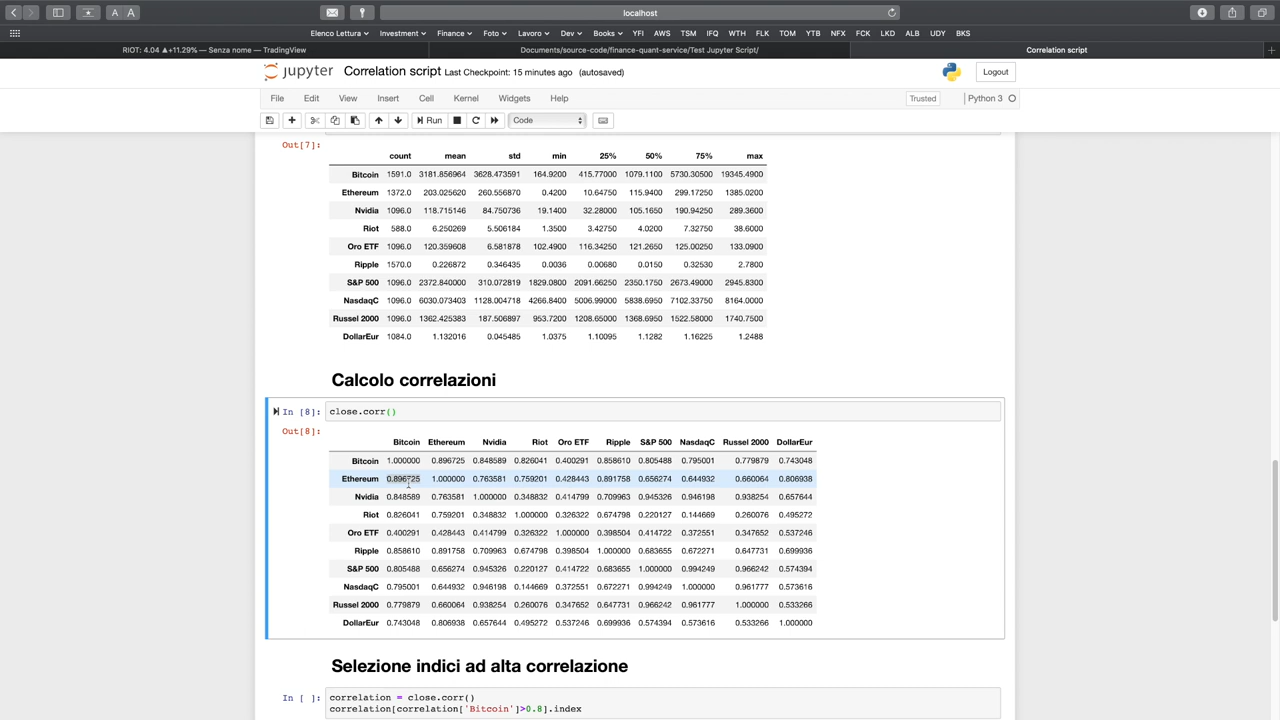 A A localhost
Elenco Lettura Investment Finance Foto Lavoro Dev Books YFI AWS TSM IFQ WTH FLK TOM YTB NFX FCK LKD ALB UDY BKS
RIOT: 4.04 ▲+11.29% — Senza nome — TradingView Documents/source-code/finance-quant-service/Test Jupyter Script/ Correlation script
jupyter Correlation script Last Checkpoint: 15 minutes ago (autosaved) Logout
File Edit View Insert Cell Kernel Widgets Help Trusted Python 3
Run Code
Out[7]:
count mean std min 25% 50% 75% max
Bitcoin 1591.0 3181.856964 3628.473591 164.9200 415.77000 1079.1100 5730.30500 19345.4900
Ethereum 1372.0 203.025620 260.556870 0.4200 10.64750 115.9400 299.17250 1385.0200
Nvidia 1096.0 118.715146 84.750736 19.1400 32.28000 105.1650 190.94250 289.3600
Riot 588.0 6.250269 5.506184 1.3500 3.42750 4.0200 7.32750 38.6000
Oro ETF 1096.0 120.359608 6.581878 102.4900 116.34250 121.2650 125.00250 133.0900
Ripple 1570.0 0.226872 0.346435 0.0036 0.00680 0.0150 0.32530 2.7800
S&P 500 1096.0 2372.840000 310.072819 1829.0800 2091.66250 2350.1750 2673.49000 2945.8300
NasdaqC 1096.0 6030.073403 1128.004718 4266.8400 5006.99000 5838.6950 7102.33750 8164.0000
Russel 2000 1096.0 1362.425383 187.506897 953.7200 1208.65000 1368.6950 1522.58000 1740.7500
DollarEur 1084.0 1.132016 0.045485 1.0375 1.10095 1.1282 1.16225 1.2488
Calcolo correlazioni
In [8]: close.corr()
Out[8]:
Bitcoin Ethereum Nvidia Riot Oro ETF Ripple S&P 500 NasdaqC Russel 2000 DollarEur
Bitcoin 1.000000 0.896725 0.848589 0.826041 0.400291 0.858610 0.805488 0.795001 0.779879 0.743048
Ethereum 0.896725 1.000000 0.763581 0.759201 0.428443 0.891758 0.656274 0.644932 0.660064 0.806938
Nvidia 0.848589 0.763581 1.000000 0.348832 0.414799 0.709963 0.945326 0.946198 0.938254 0.657644
Riot 0.826041 0.759201 0.348832 1.000000 0.326322 0.674798 0.220127 0.144669 0.260076 0.495272
Oro ETF 0.400291 0.428443 0.414799 0.326322 1.000000 0.398504 0.414722 0.372551 0.347652 0.537246
Ripple 0.858610 0.891758 0.709963 0.674798 0.398504 1.000000 0.683655 0.672271 0.647731 0.699936
S&P 500 0.805488 0.656274 0.945326 0.220127 0.414722 0.683655 1.000000 0.994249 0.966242 0.574394
NasdaqC 0.795001 0.644932 0.946198 0.144669 0.372551 0.672271 0.994249 1.000000 0.961777 0.573616
Russel 2000 0.779879 0.660064 0.938254 0.260076 0.347652 0.647731 0.966242 0.961777 1.000000 0.533266
DollarEur 0.743048 0.806938 0.657644 0.495272 0.537246 0.699936 0.574394 0.573616 0.533266 1.000000
Selezione indici ad alta correlazione
In [ ]: correlation = close.corr()
correlation[correlation['Bitcoin']>0.8].index